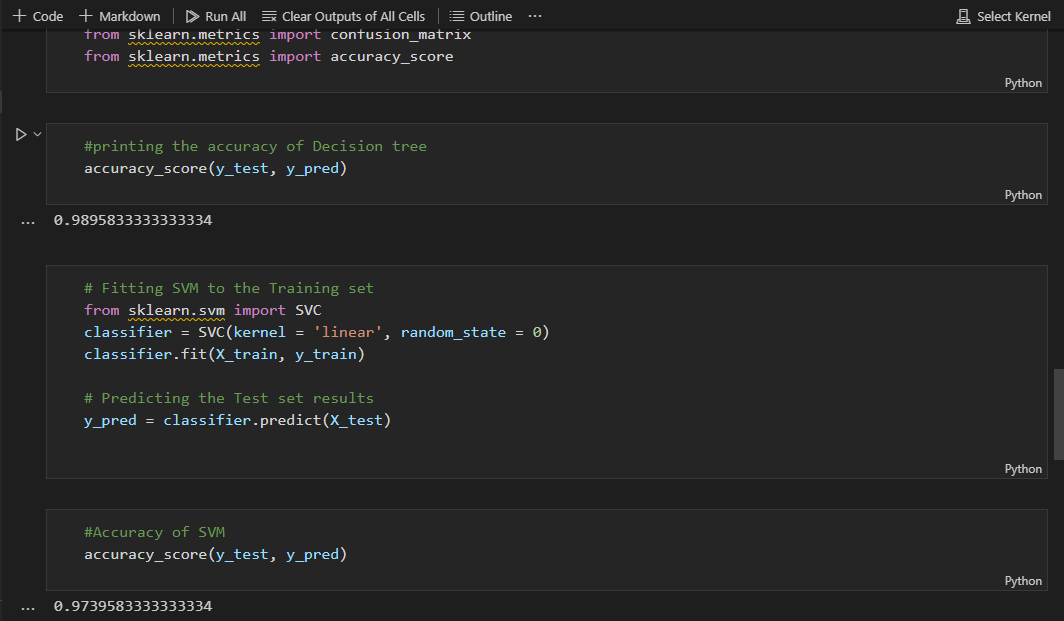 Code Markdown Run All Clear Outputs of All Cells Outline ... Select Kernel
from sklearn.metrics import confusion_matrix
from sklearn.metrics import accuracy_score
Python
#printing the accuracy of Decision tree
accuracy_score(y_test, y_pred)
Python
... 0.9895833333333334
# Fitting SVM to the Training set
from sklearn.svm import SVC
classifier = SVC(kernel = 'linear', random_state = 0)
classifier.fit(X_train, y_train)
# Predicting the Test set results
y_pred = classifier.predict(X_test)
Python
#Accuracy of SVM
accuracy_score(y_test, y_pred)
Python
... 0.9739583333333334